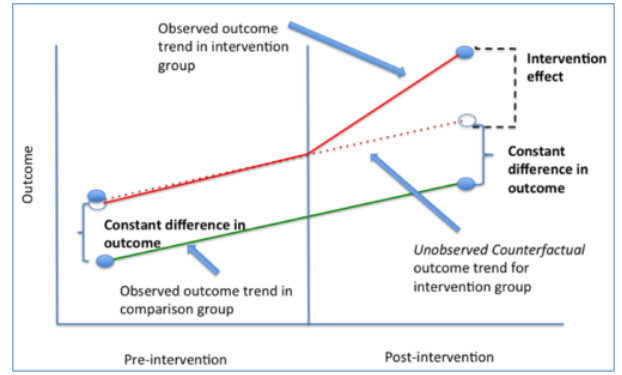 Observed outcome
trend in intervention
group
Intervention
effect
Outcome
Constant difference in
outcome
Constant
difference in
outcome
Unobserved Counterfactual
outcome trend for
intervention group
Observed outcome trend in
comparison group
Pre-intervention
Post-intervention